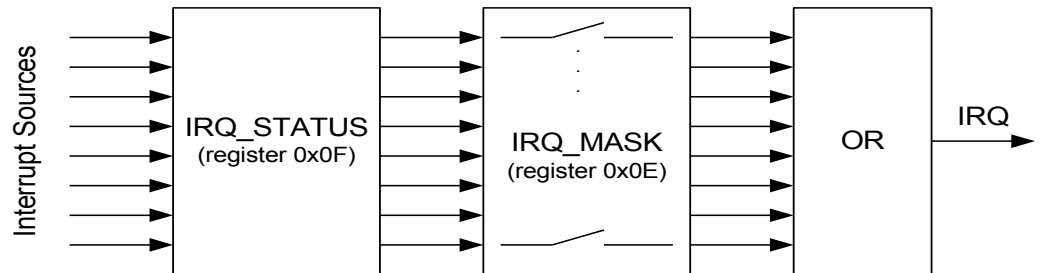 Interrupt Sources
IRQ_STATUS
(register 0x0F)
IRQ_MASK
(register 0x0E)
OR
IRQ